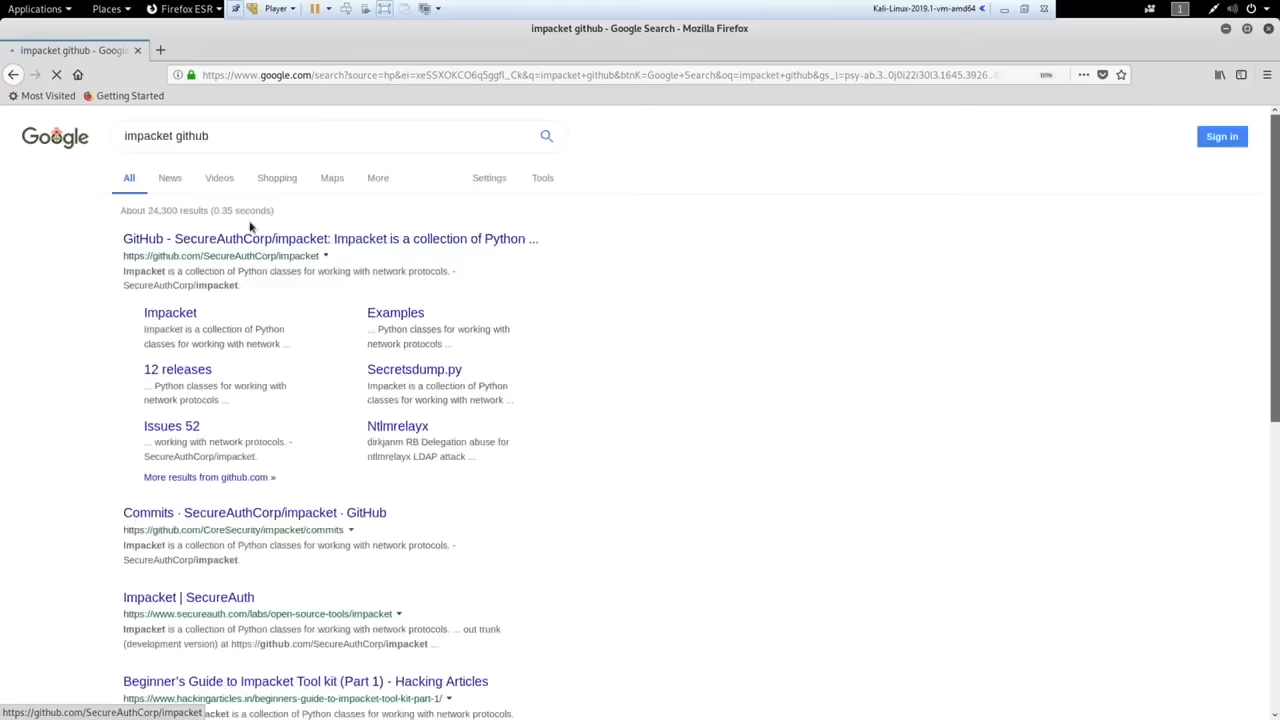 Applications Places Firefox ESR Player Kali-Linux-2019.1-vm-amd64 1
impacket github - Google Search - Mozilla Firefox
impacket github - Goog
https://www.google.com/search?source=hp&ei=xeSSXOKCO6q5ggfl_Ck&q=impacket+github&btnK=Google+Search&oq=impacket+github&gs_l=psy-ab.3..0j0i22i30l3.1645.3926.. 110%
Most Visited Getting Started
Google impacket github Sign in
All News Videos Shopping Maps More Settings Tools
About 24,300 results (0.35 seconds)
GitHub - SecureAuthCorp/impacket: Impacket is a collection of Python ...
https://github.com/SecureAuthCorp/impacket
Impacket is a collection of Python classes for working with network protocols. -
SecureAuthCorp/impacket.
Impacket Examples
Impacket is a collection of Python ... Python classes for working with
classes for working with network ... network protocols ...
12 releases Secretsdump.py
... Python classes for working with Impacket is a collection of Python
network protocols ... classes for working with network ...
Issues 52 Ntlmrelayx
... working with network protocols. - dirkjanm RB Delegation abuse for
SecureAuthCorp/impacket. ntlmrelayx LDAP attack ...
More results from github.com »
Commits · SecureAuthCorp/impacket · GitHub
https://github.com/CoreSecurity/impacket/commits
Impacket is a collection of Python classes for working with network protocols. -
SecureAuthCorp/impacket.
Impacket | SecureAuth
https://www.secureauth.com/labs/open-source-tools/impacket
Impacket is a collection of Python classes for working with network protocols. ... out trunk
(development version) at https://github.com/SecureAuthCorp/impacket ...
Beginner's Guide to Impacket Tool kit (Part 1) - Hacking Articles
https://www.hackingarticles.in/beginners-guide-to-impacket-tool-kit-part-1/
https://github.com/SecureAuthCorp/impacket acket is a collection of Python classes for working with network protocols.